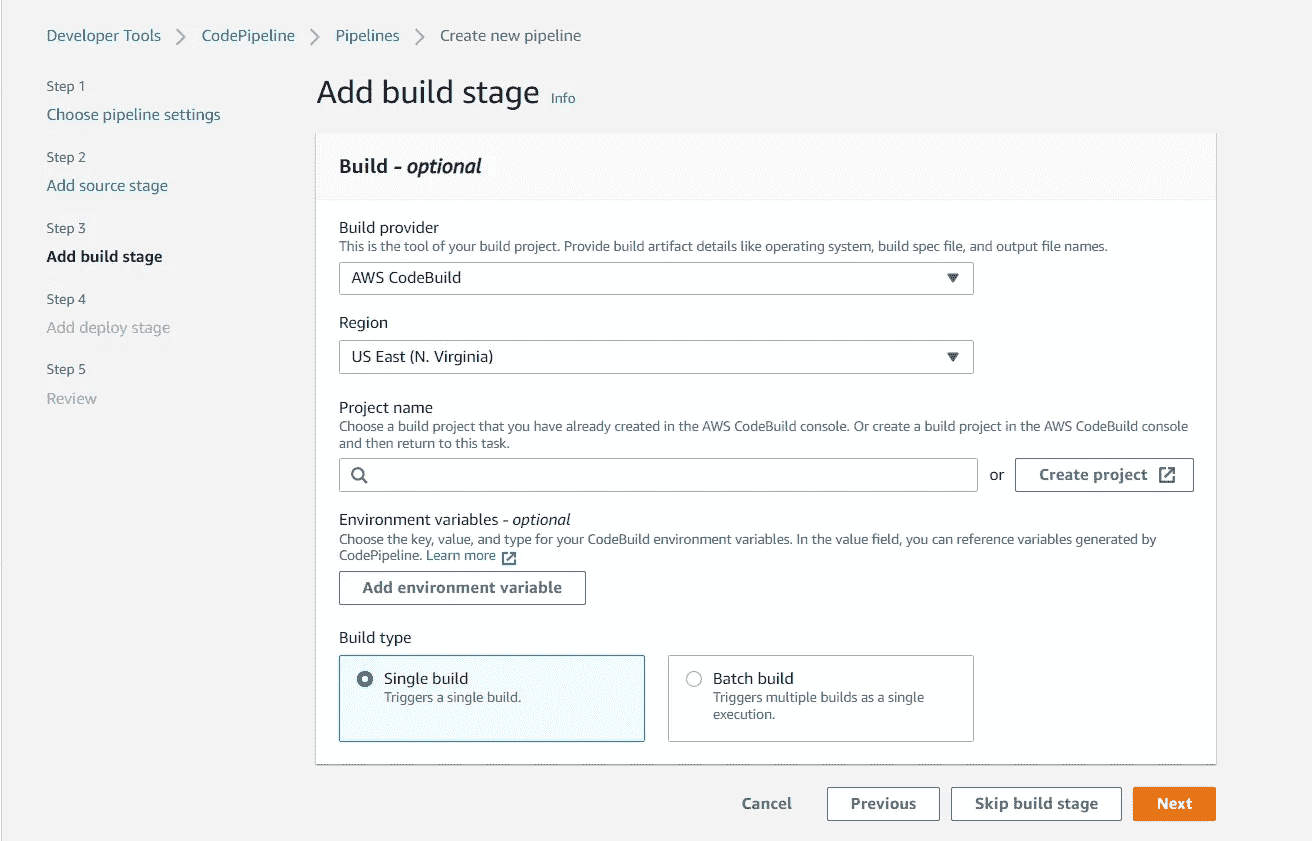 Developer Tools > CodePipeline > Pipelines > Create new pipeline
Step 1
Choose pipeline settings
Step 2
Add source stage
Step 3
Add build stage
Step 4
Add deploy stage
Step 5
Review
Add build stage Info
Build - optional
Build provider
This is the tool of your build project. Provide build artifact details like operating system, build spec file, and output file names.
AWS CodeBuild
Region
US East (N. Virginia)
Project name
Choose a build project that you have already created in the AWS CodeBuild console. Or create a build project in the AWS CodeBuild console
and then return to this task.
or Create project
Environment variables - optional
Choose the key, value, and type for your CodeBuild environment variables. In the value field, you can reference variables generated by
CodePipeline. Learn more
Add environment variable
Build type
Single build
Triggers a single build.
Batch build
Triggers multiple builds as a single
execution.
Cancel Previous Skip build stage Next